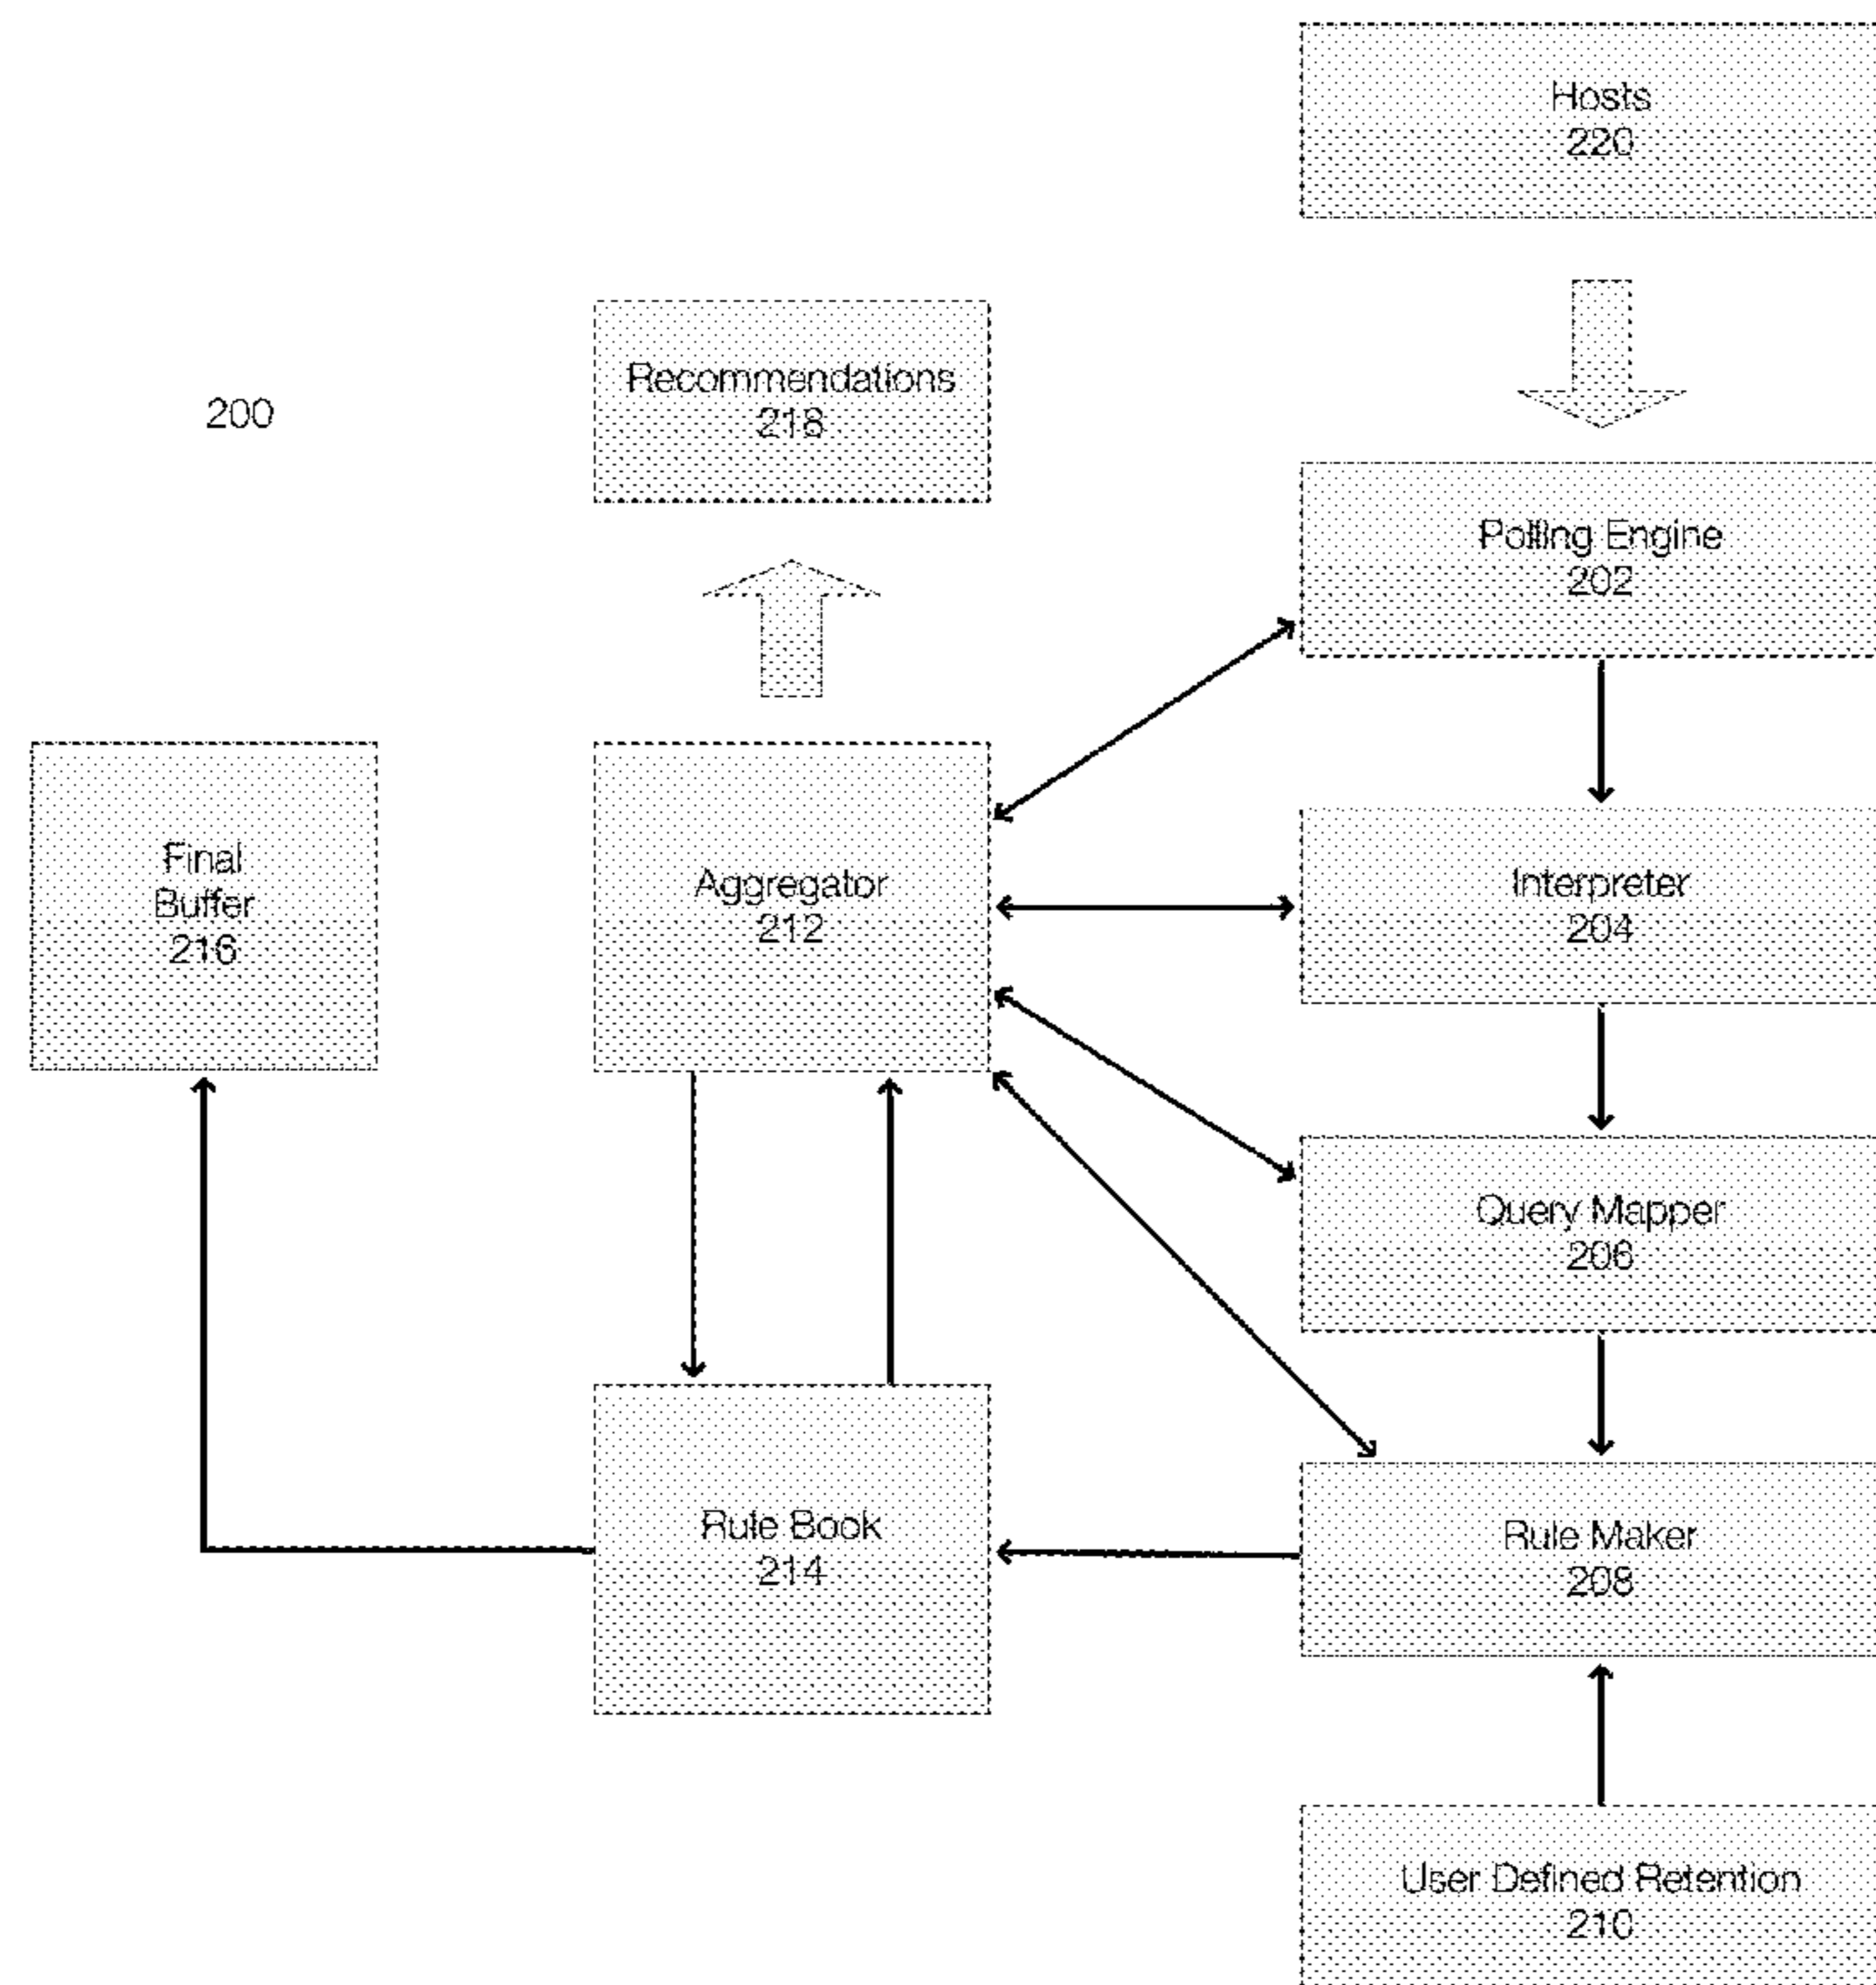 Hosts
220
Recommendations
218
200
Polling Engine
202
Final
Buffer
216
Aggregator
212
Interpreter
204
Query Mapper
206
Rule Book
214
Rule Maker
208
User Defined Retention
210